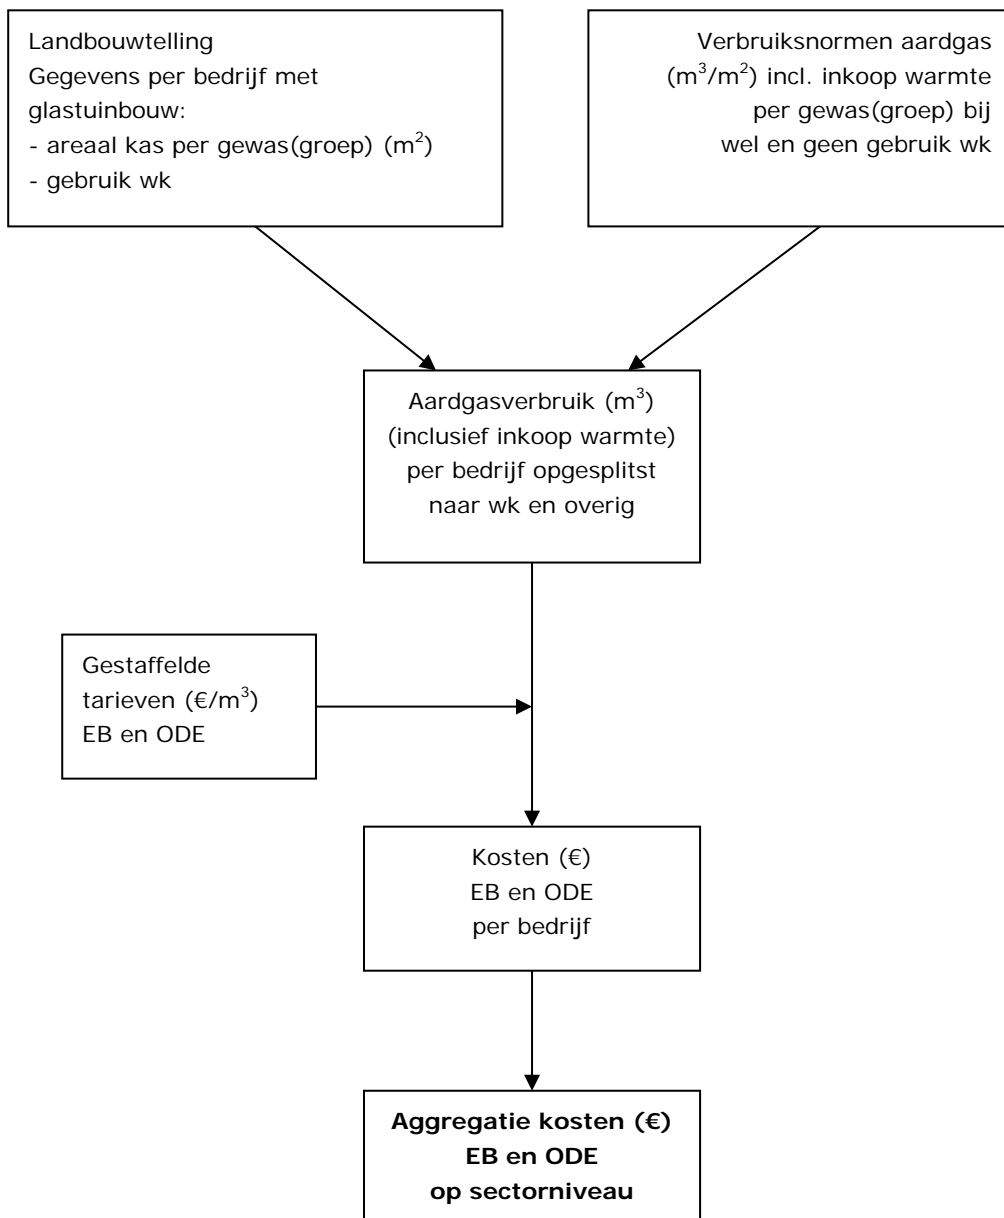 Landbouwtelling
Gegevens per bedrijf met
glastuinbouw:
- areaal kas per gewas(groep) (m²)
- gebruik wk
Verbruiksnormen aardgas
(m³/m²) incl. inkoop warmte
per gewas(groep) bij
wel en geen gebruik wk
Aardgasverbruik (m³)
(inclusief inkoop warmte)
per bedrijf opgesplitst
naar wk en overig
Gestaffelde
tarieven (€/m³)
EB en ODE
Kosten (€)
EB en ODE
per bedrijf
Aggregatie kosten (€)
EB en ODE
op sectorniveau